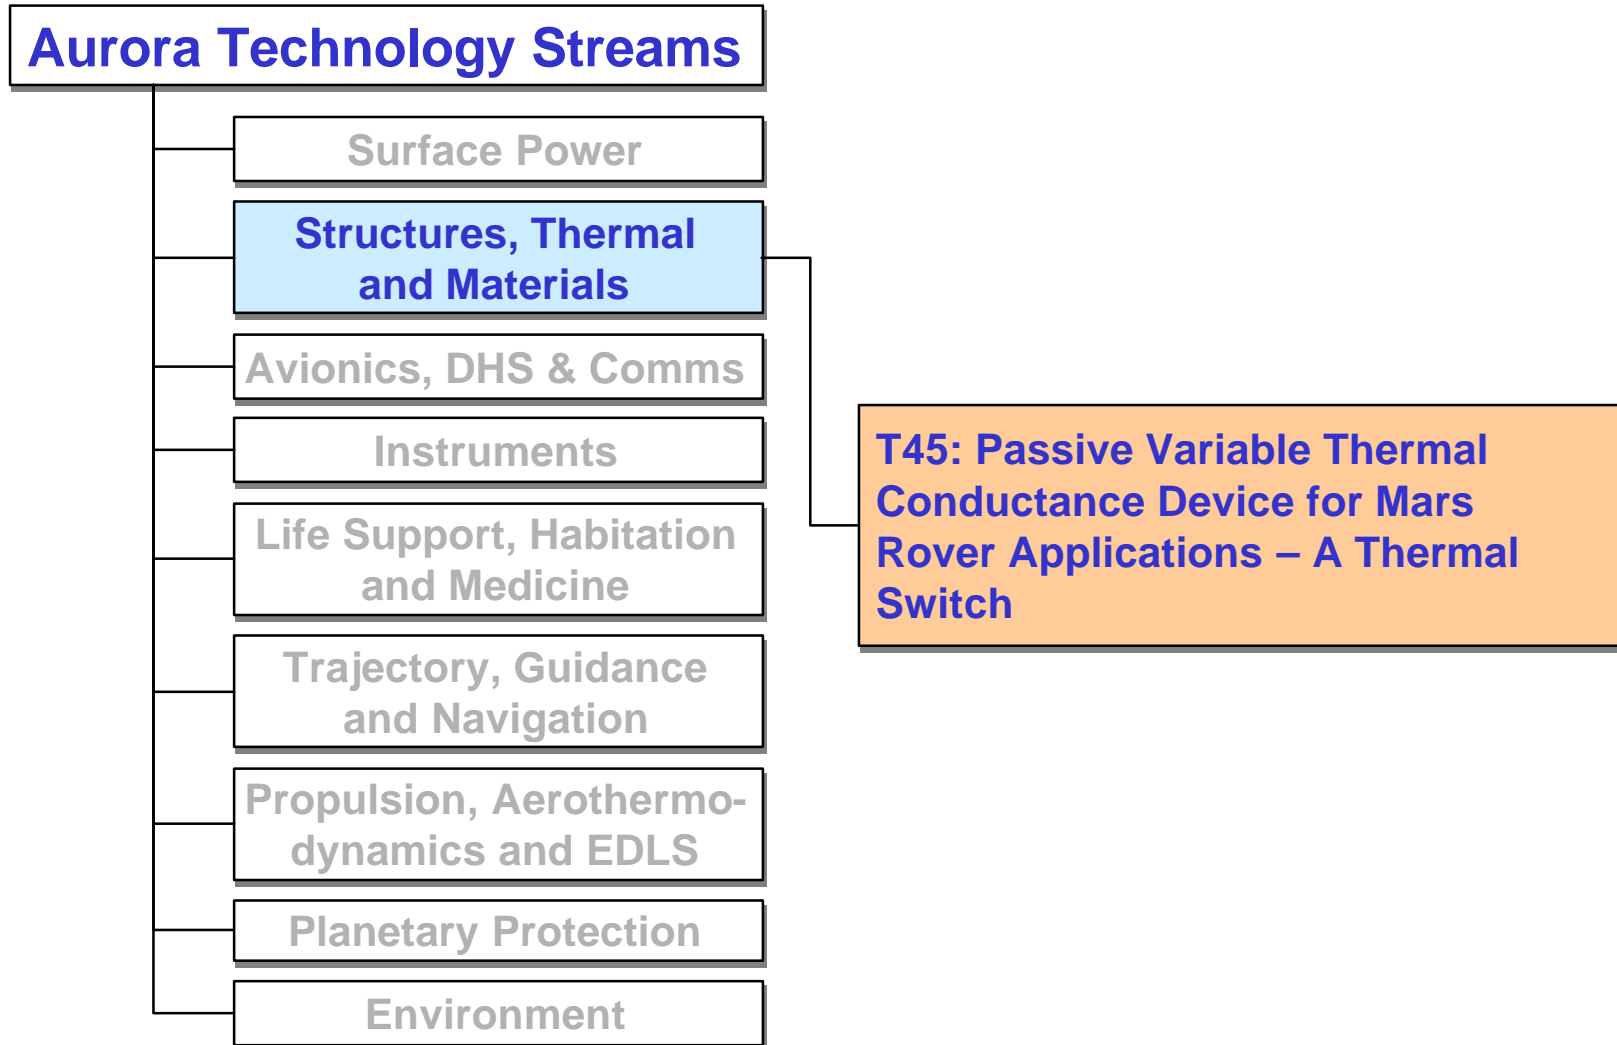 Aurora Technology Streams
Surface Power
Structures, Thermal
and Materials
Avionics, DHS & Comms
Instruments
Life Support, Habitation
and Medicine
Trajectory, Guidance
and Navigation
Propulsion, Aerothermo-
dynamics and EDLS
Planetary Protection
Environment
T45: Passive Variable Thermal
Conductance Device for Mars
Rover Applications – A Thermal
Switch